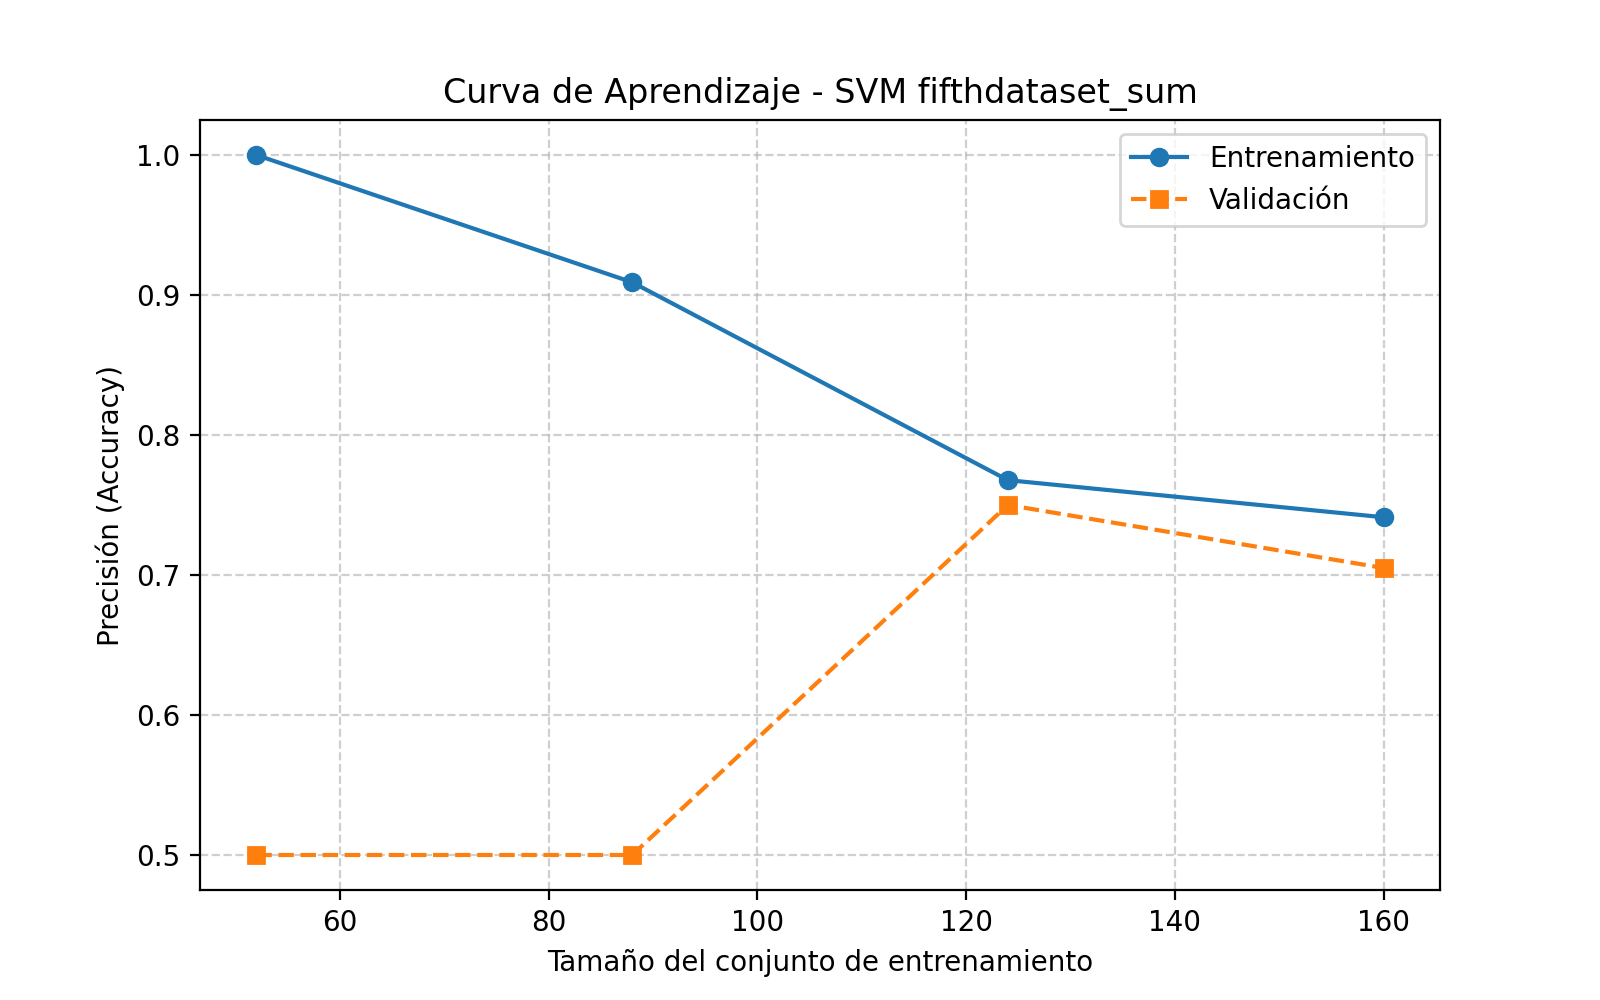 Curva de Aprendizaje - SVM fifthdataset_sum
Entrenamiento
Validación
Precisión (Accuracy)
1.0
0.9
0.8
0.7
0.6
0.5
60 80 100 120 140 160
Tamaño del conjunto de entrenamiento